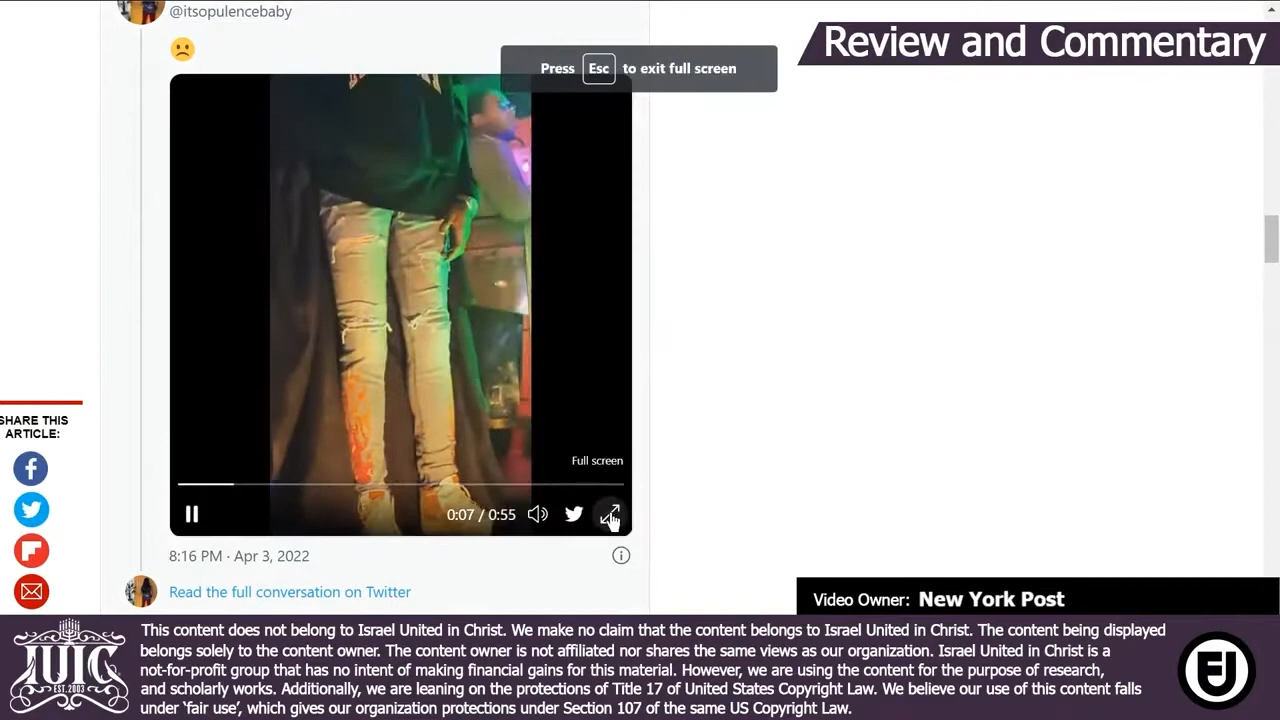 @itsopulencebaby
Review and Commentary
Press Esc to exit full screen
SHARE THIS
ARTICLE:
Full screen
0:07 / 0:55
8:16 PM · Apr 3, 2022
Read the full conversation on Twitter
Video Owner: New York Post
IUIC
EST. 2003
This content does not belong to Israel United in Christ. We make no claim that the content belongs to Israel United in Christ. The content being displayed
belongs solely to the content owner. The content owner is not affiliated nor shares the same views as our organization. Israel United in Christ is a
not-for-profit group that has no intent of making financial gains for this material. However, we are using the content for the purpose of research,
and scholarly works. Additionally, we are leaning on the protections of Title 17 of United States Copyright Law. We believe our use of this content falls
under ‘fair use’, which gives our organization protections under Section 107 of the same US Copyright Law.